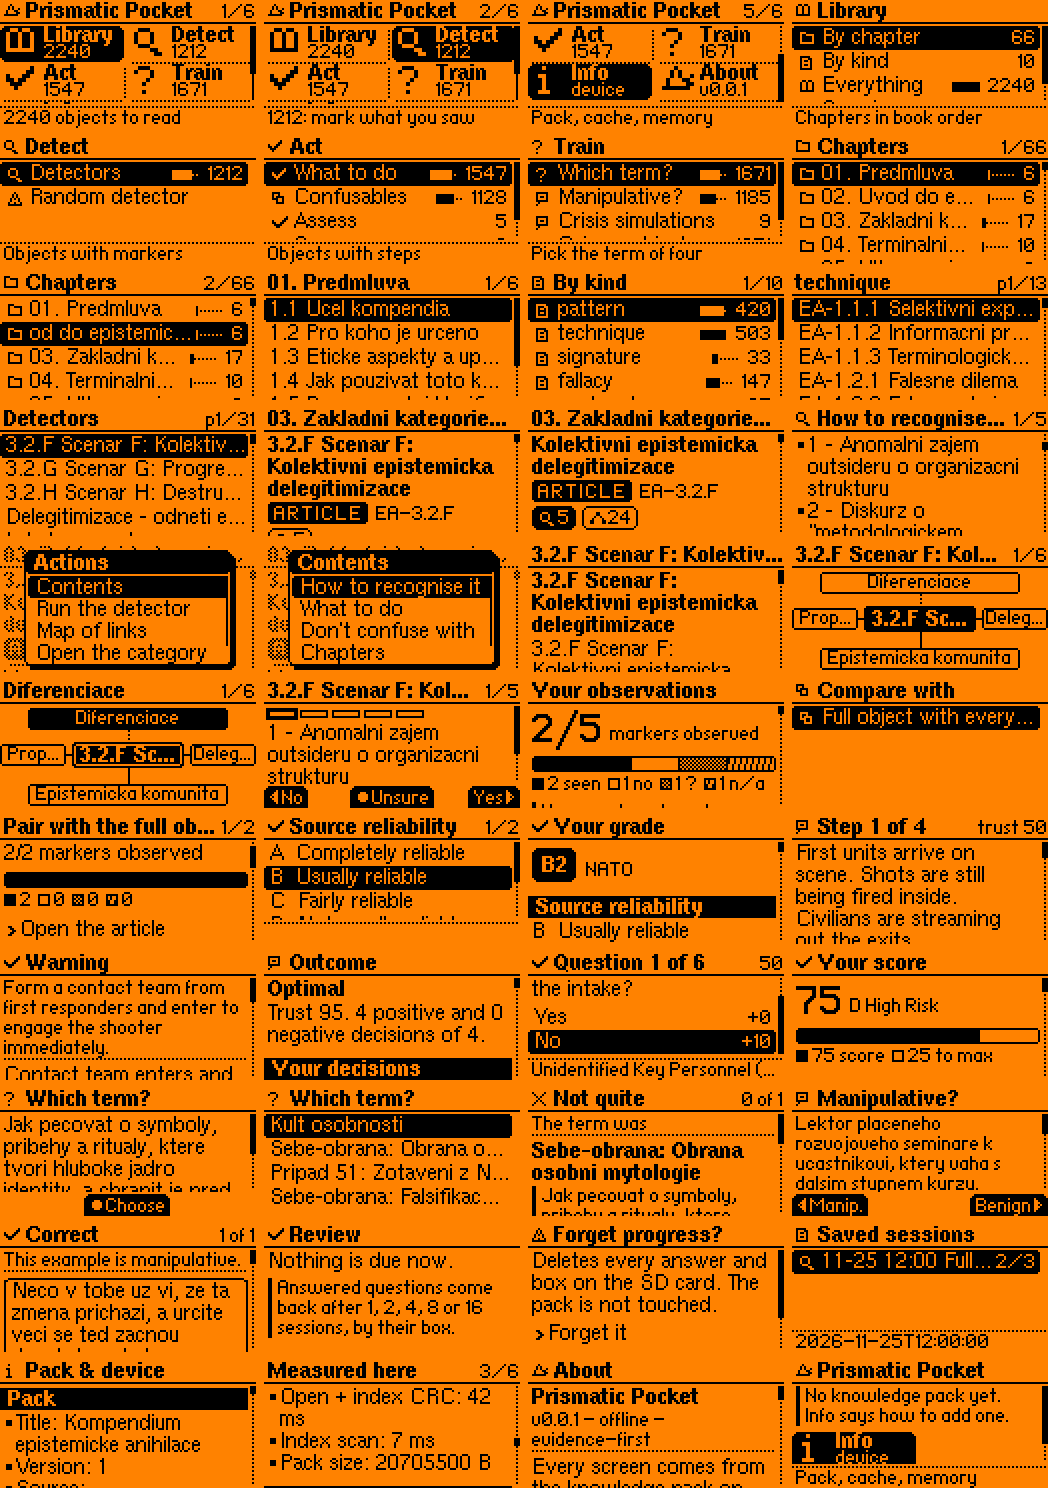 Prismatic Pocket 1/6
Library
2240
Detect
1212
Act
1547
Train
1671
2240 objects to read
Prismatic Pocket 2/6
Library
2240
Detect
1212
Act
1547
Train
1671
1212: mark what you saw
Prismatic Pocket 5/6
Act
1547
Train
1671
Info
device
About
v0.0.1
Pack, cache, memory
Library
By chapter 66
By kind 10
Everything 2240
Chapters in book order
Detect
Detectors 1212
Random detector
Objects with markers
Act
What to do 1547
Confusables 1128
Assess 5
Objects with steps
Train
Which term? 1671
Manipulative? 1185
Crisis simulations 9
Pick the term of four
Chapters 1/66
01. Predmluva 6
02. Uvod do e... 6
03. Zakladni k... 17
04. Terminalni... 10
Chapters 2/66
01. Predmluva 6
od do epistemic... 6
03. Zakladni k... 17
04. Terminalni... 10
01. Predmluva 1/6
1.1 Ucel kompendia
1.2 Pro koho je urceno
1.3 Eticke aspekty a up...
1.4 Jak pouzivat toto k...
By kind 1/10
pattern 420
technique 503
signature 33
fallacy 147
technique p1/13
EA-1.1.1 Selektivni exp...
EA-1.1.2 Informacni pr...
EA-1.1.3 Terminologick...
EA-1.2.1 Falesne dilema
Detectors p1/31
3.2.F Scenar F: Kolektiv...
3.2.G Scenar G: Progre...
3.2.H Scenar H: Destru...
Delegitimizace - odneti e...
03. Zakladni kategorie...
3.2.F Scenar F:
Kolektivni epistemicka
delegitimizace
ARTICLE EA-3.2.F
03. Zakladni kategorie...
Kolektivni epistemicka
delegitimizace
ARTICLE EA-3.2.F
5 24
How to recognise... 1/5
1 - Anomalni zajem
outsideru o organizacni
strukturu
2 - Diskurz o
"metodologickem
Actions
Contents
Run the detector
Map of links
Open the category
Contents
How to recognise it
What to do
Don't confuse with
Chapters
3.2.F Scenar F: Kolektiv...
3.2.F Scenar F:
Kolektivni epistemicka
delegitimizace
3.2.F Scenar F:
Kolektivni epistemicka
3.2.F Scenar F: Kol... 1/6
Diferenciace
Prop... 3.2.F Sc... Deleg...
Epistemicka komunita
Diferenciace 1/6
Diferenciace
Prop... 3.2.F Sc... Deleg...
Epistemicka komunita
3.2.F Scenar F: Kol... 1/5
1 - Anomalni zajem
outsideru o organizacni
strukturu
No Unsure Yes
Your observations
2/5 markers observed
2 seen 1 no 1 ? 1 n/a
Compare with
Full object with every...
Pair with the full ob... 1/2
2/2 markers observed
2 0 0 0
Open the article
Source reliability 1/2
A Completely reliable
B Usually reliable
C Fairly reliable
Your grade
B2 NATO
Source reliability
B Usually reliable
Step 1 of 4 trust 50
First units arrive on
scene. Shots are still
being fired inside.
Civilians are streaming
out the exits
Warning
Form a contact team from
first responders and enter to
engage the shooter
immediately.
Contact team enters and
Outcome
Optimal
Trust 95. 4 positive and 0
negative decisions of 4.
Your decisions
Question 1 of 6 50
the intake?
Yes +0
No +10
Unidentified Key Personnel (...
Your score
75 D High Risk
75 score 25 to max
Which term?
Jak pecovat o symboly,
pribehy a ritualy, ktere
tvori hluboke jadro
identity, a chranit je pred
Choose
Which term?
Kult osobnosti
Sebe-obrana: Obrana o...
Pripad 51: Zotaveni z N...
Sebe-obrana: Falsifikac...
Not quite 0 of 1
The term was
Sebe-obrana: Obrana
osobni mytologie
Jak pecovat o symboly,
pribehy a ritualy, ktere
Manipulative?
Lektor placeneho
rozvojoveho seminare k
ucastnikovi, ktery vaha s
dalsim stupnem kurzu.
Manip. Benign
Correct 1 of 1
This example is manipulative.
Neco v tobe uz vi, ze ta
zmena prichazi, a urcite
veci se ted zacnou
Review
Nothing is due now.
Answered questions come
back after 1, 2, 4, 8 or 16
sessions, by their box.
Forget progress?
Deletes every answer and
box on the SD card. The
pack is not touched.
Forget it
Saved sessions
11-25 12:00 Full... 2/3
2026-11-25T12:00:00
Pack & device
Pack
Title: Kompendium
epistemicke anihilace
Version: 1
Source:
Measured here 3/6
Open + index CRC: 42
ms
Index scan: 7 ms
Pack size: 20705500 B
About
Prismatic Pocket
v0.0.1 - offline -
evidence-first
Every screen comes from
the knowledge pack on
Prismatic Pocket
No knowledge pack yet.
Info says how to add one.
Info
device
Pack, cache, memory